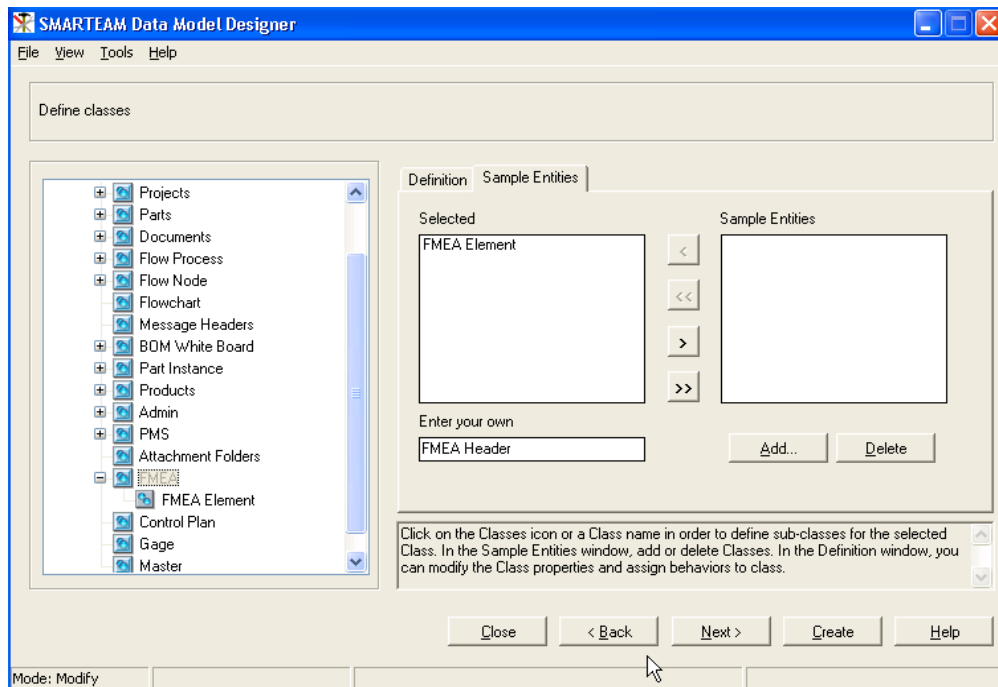 SMARTEAM Data Model Designer
File View Tools Help
Define classes
Projects
Parts
Documents
Flow Process
Flow Node
Flowchart
Message Headers
BOM White Board
Part Instance
Products
Admin
PMS
Attachment Folders
FMEA
FMEA Element
Control Plan
Gage
Master
Definition Sample Entities
Selected
FMEA Element
Sample Entities
<
<<
>
>>
Enter your own
FMEA Header
Add... Delete
Click on the Classes icon or a Class name in order to define sub-classes for the selected
Class. In the Sample Entities window, add or delete Classes. In the Definition window, you
can modify the Class properties and assign behaviors to class.
Close < Back Next > Create Help
Mode: Modify